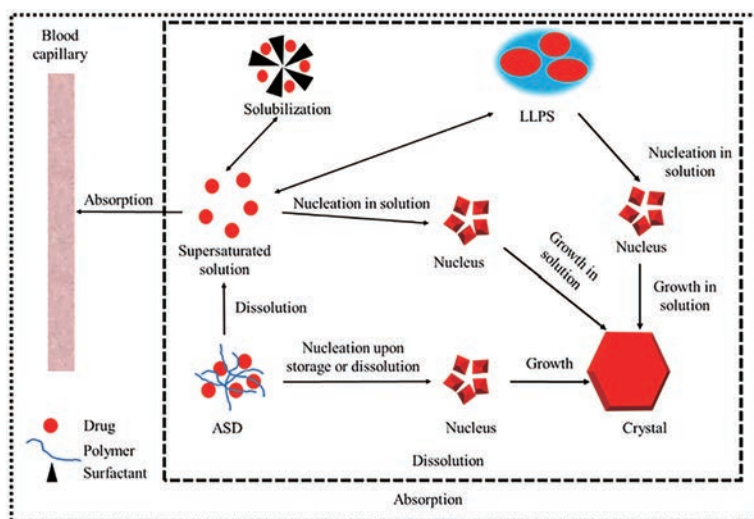 Blood
capillary
Solubilization
LLPS
Nucleation in
solution
Absorption
Nucleation in solution
Supersaturated
solution
Nucleus
Nucleus
Growth in
solution
Growth in
solution
Dissolution
Nucleation upon
storage or dissolution
Growth
ASD
Nucleus
Crystal
Drug
Polymer
Surfactant
Dissolution
Absorption